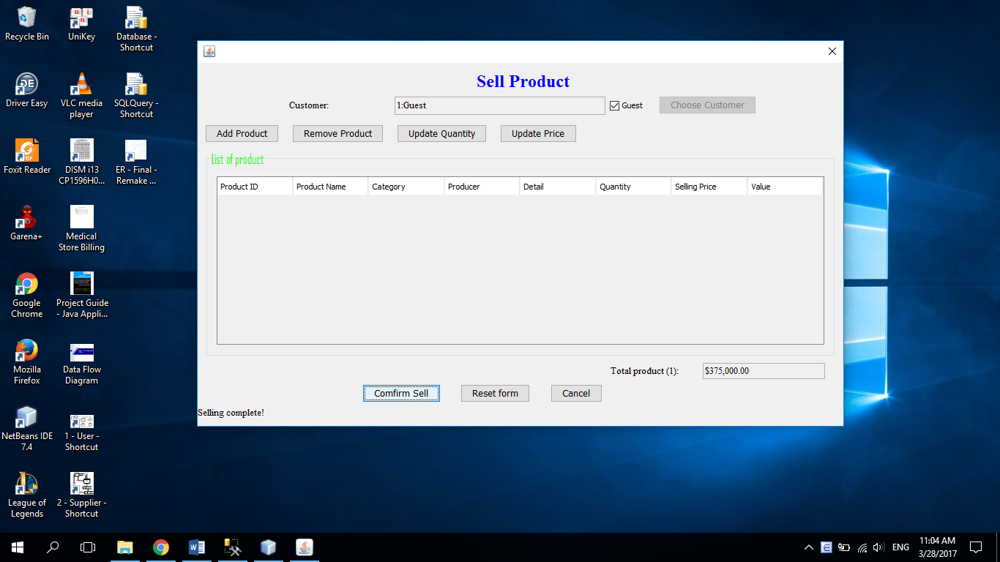 Recycle Bin
UniKey
Database -
Shortcut
Driver Easy
VLC media
player
SQLQuery -
Shortcut
Foxit Reader
DISM i13
CP1596H0...
ER - Final -
Remake ...
Garena+
Medical
Store Billing
Google
Chrome
Project Guide
- Java Appli...
Mozilla
Firefox
Data Flow
Diagram
NetBeans IDE
7.4
1 - User -
Shortcut
League of
Legends
2 - Supplier -
Shortcut
Sell Product
Customer:
1:Guest
Guest
Choose Customer
Add Product
Remove Product
Update Quantity
Update Price
List of product
Product ID
Product Name
Category
Producer
Detail
Quantity
Selling Price
Value
Total product (1):
$375,000.00
Comfirm Sell
Reset form
Cancel
Selling complete!
ENG
11:04 AM
3/28/2017